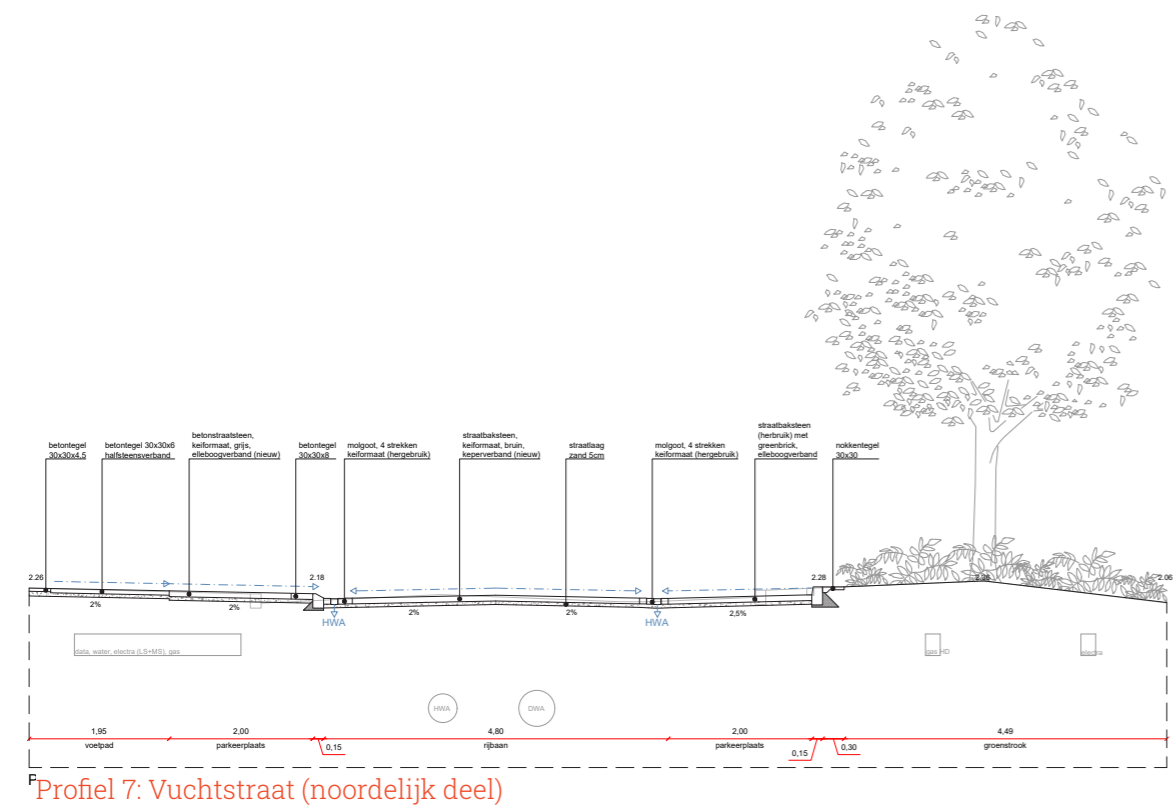 betontegel
30x30x4,5
betontegel 30x30x6
halfsteensverband
betonstraatsteen,
keiformaat, grijs,
elleboogverband (nieuw)
betontegel
30x30x8
molgoot, 4 strekken
keiformaat (hergebruik)
straatbaksteen,
keiformaat, bruin,
keperverband (nieuw)
straatlaag
zand 5cm
molgoot, 4 strekken
keiformaat (hergebruik)
straatbaksteen
(herbruik) met
greenbrick,
elleboogverband
nokkentegel
30x30
2.26
2.18
2.28
2.36
2.06
2%
2%
2%
2%
2,5%
HWA
HWA
data, water, electra (LS+MS), gas
gas HD
electra
HWA
DWA
1,95
2,00
4,80
2,00
4,49
voetpad
parkeerplaats
0,15
rijbaan
parkeerplaats
0,15
0,30
groenstrook
P
Profiel 7: Vuchtstraat (noordelijk deel)